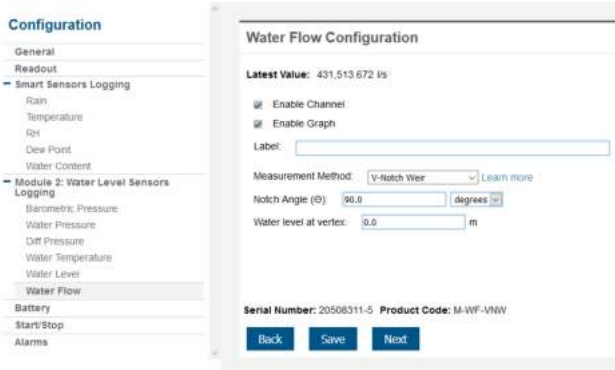 Configuration
General
Readout
Smart Sensors Logging
Rain
Temperature
RH
Dew Point
Water Content
Module 2: Water Level Sensors
Logging
Barometric Pressure
Water Pressure
Diff Pressure
Water Temperature
Water Level
Water Flow
Battery
Start/Stop
Alarms
Water Flow Configuration
Latest Value: 431,513.672 l/s
Enable Channel
Enable Graph
Label:
Measurement Method: V-Notch Weir Learn more
Notch Angle (Θ): 90.0 degrees
Water level at vertex: 0.0 m
Serial Number: 20508311-5 Product Code: M-WF-VNW
Back Save Next